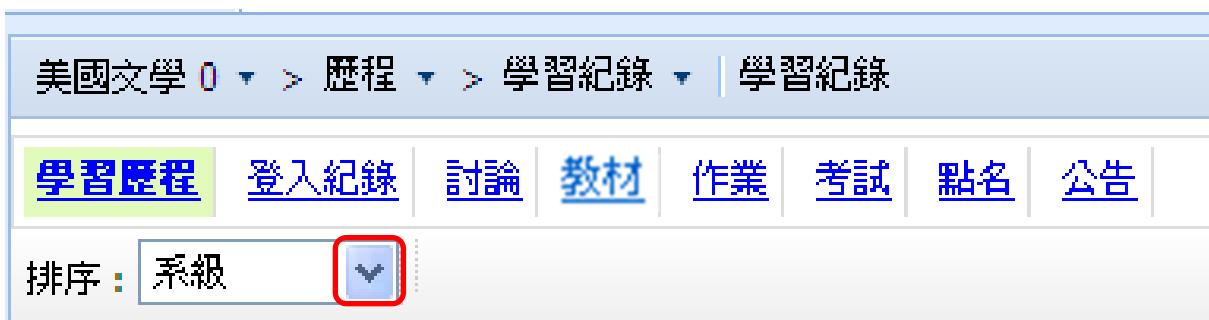 美國文學 0 ▼ > 歷程 ▼ > 學習紀錄 ▼ | 學習紀錄
學習歷程 登入紀錄 討論 教材 作業 考試 點名 公告
排序：系級